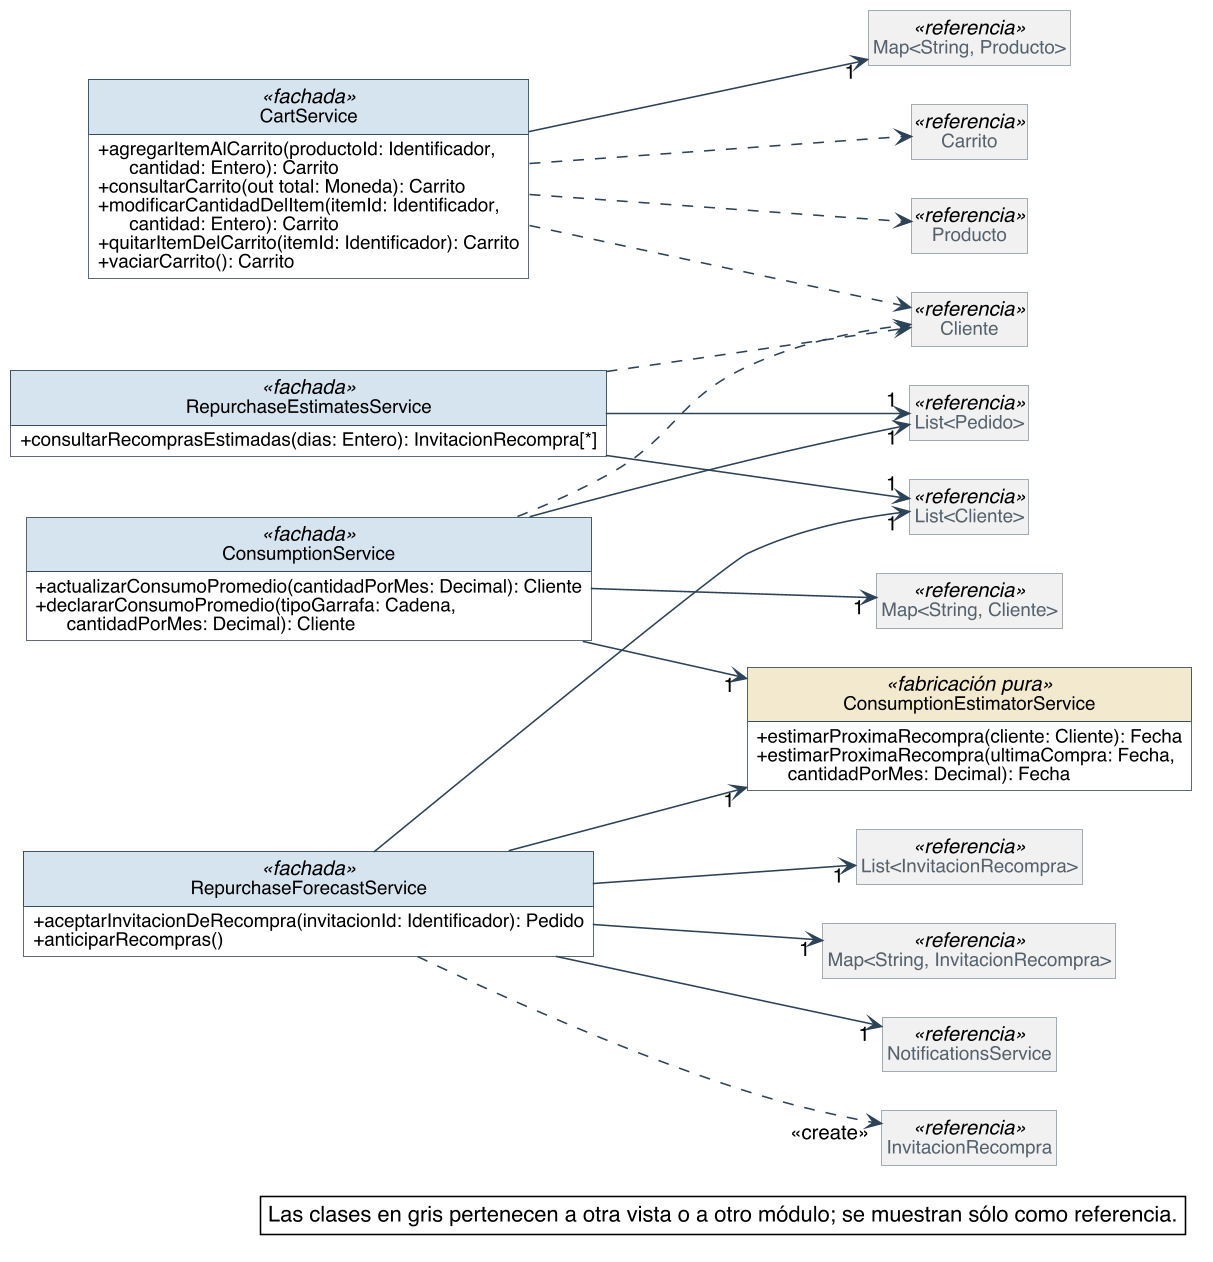 «referencia»
Map<String, Producto>
1
«fachada»
CartService
+agregarItemAlCarrito(productoId: Identificador,
cantidad: Entero): Carrito
+consultarCarrito(out total: Moneda): Carrito
+modificarCantidadDelItem(itemId: Identificador,
cantidad: Entero): Carrito
+quitarItemDelCarrito(itemId: Identificador): Carrito
+vaciarCarrito(): Carrito
«referencia»
Carrito
«referencia»
Producto
«referencia»
Cliente
«fachada»
RepurchaseEstimatesService
+consultarRecomprasEstimadas(dias: Entero): InvitacionRecompra[*]
1
1
«referencia»
List<Pedido>
1
1
«referencia»
List<Cliente>
«fachada»
ConsumptionService
+actualizarConsumoPromedio(cantidadPorMes: Decimal): Cliente
+declararConsumoPromedio(tipoGarrafa: Cadena,
cantidadPorMes: Decimal): Cliente
1
«referencia»
Map<String, Cliente>
1
«fabricación pura»
ConsumptionEstimatorService
+estimarProximaRecompra(cliente: Cliente): Fecha
+estimarProximaRecompra(ultimaCompra: Fecha,
cantidadPorMes: Decimal): Fecha
1
«fachada»
RepurchaseForecastService
+aceptarInvitacionDeRecompra(invitacionId: Identificador): Pedido
+anticiparRecompras()
1
«referencia»
List<InvitacionRecompra>
1
«referencia»
Map<String, InvitacionRecompra>
1
«referencia»
NotificationsService
«create»
«referencia»
InvitacionRecompra
Las clases en gris pertenecen a otra vista o a otro módulo; se muestran sólo como referencia.